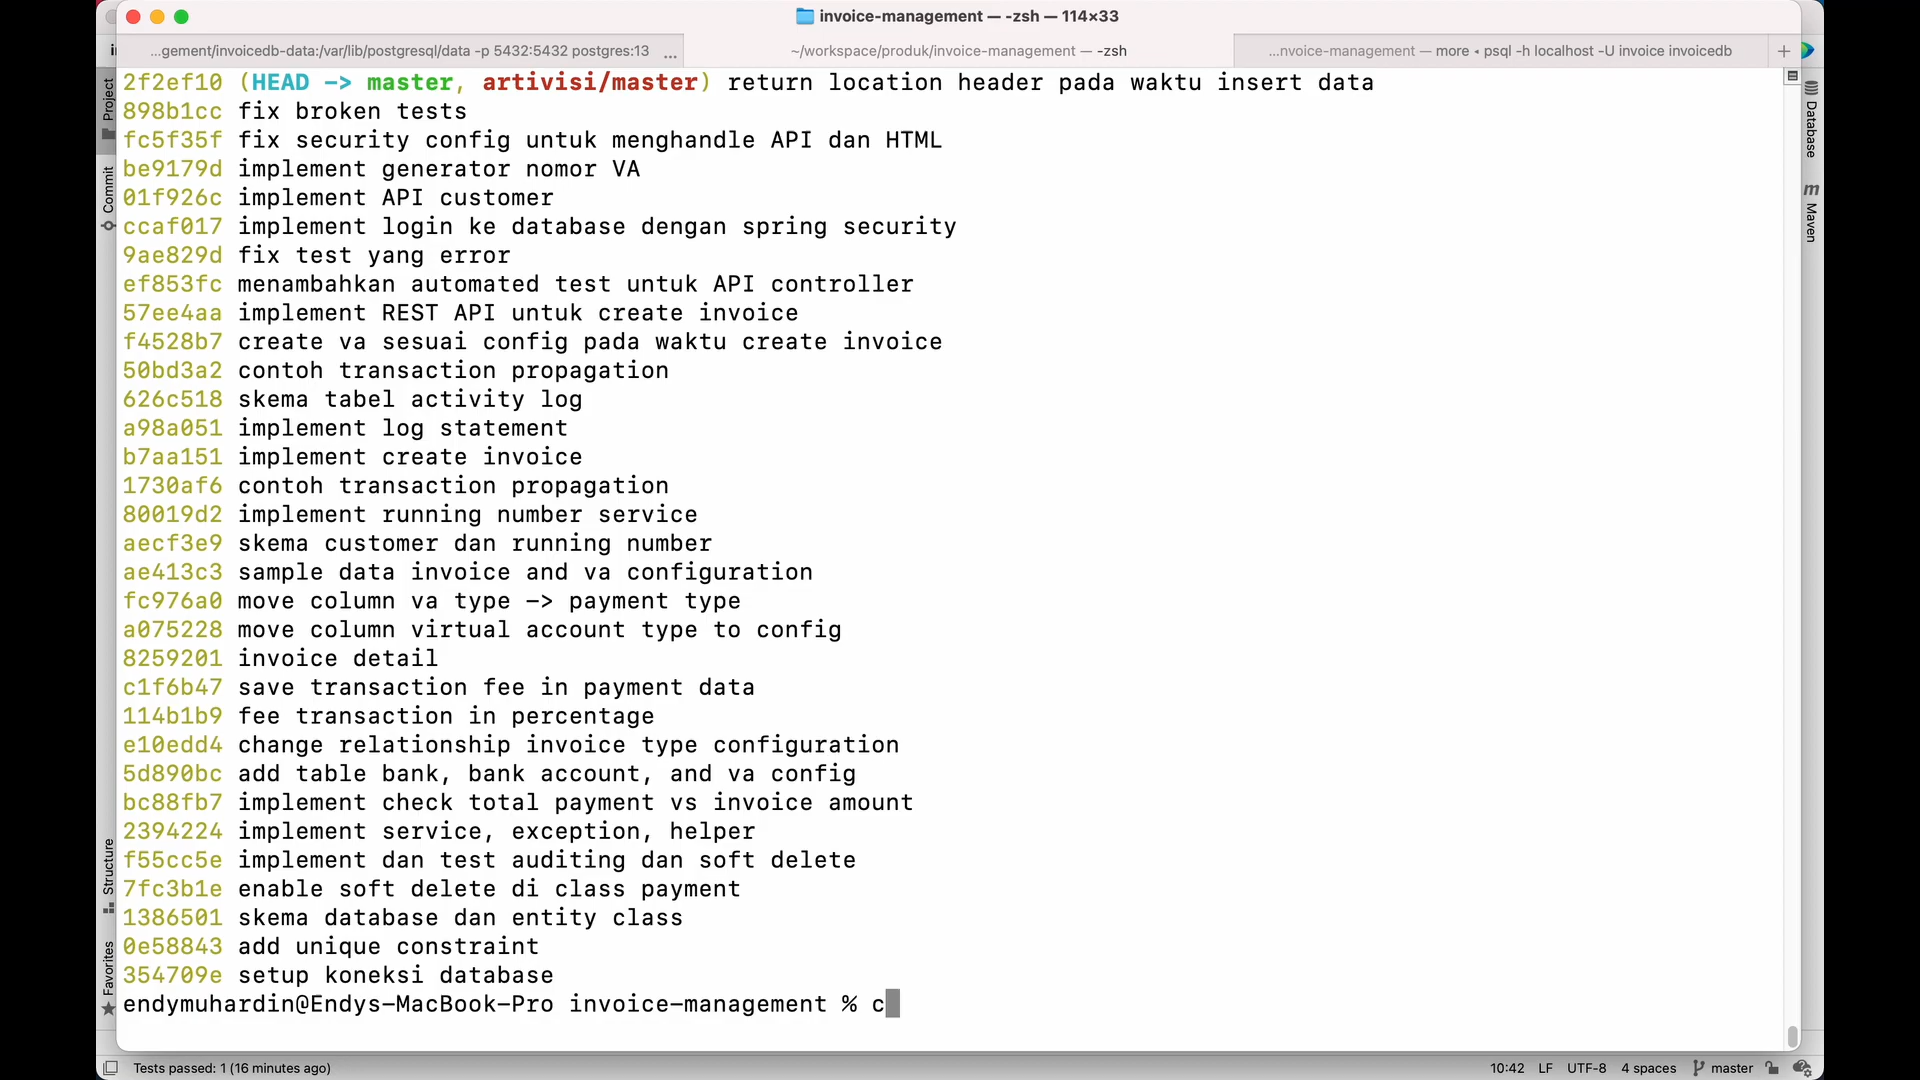 invoice-management — -zsh — 114×33
...gement/invoicedb-data:/var/lib/postgresql/data -p 5432:5432 postgres:13 ...
~/workspace/produk/invoice-management — -zsh
...nvoice-management — more ◂ psql -h localhost -U invoice invoicedb
2f2ef10 (HEAD -> master, artivisi/master) return location header pada waktu insert data
898b1cc fix broken tests
fc5f35f fix security config untuk menghandle API dan HTML
be9179d implement generator nomor VA
01f926c implement API customer
ccaf017 implement login ke database dengan spring security
9ae829d fix test yang error
ef853fc menambahkan automated test untuk API controller
57ee4aa implement REST API untuk create invoice
f4528b7 create va sesuai config pada waktu create invoice
50bd3a2 contoh transaction propagation
626c518 skema tabel activity log
a98a051 implement log statement
b7aa151 implement create invoice
1730af6 contoh transaction propagation
80019d2 implement running number service
aecf3e9 skema customer dan running number
ae413c3 sample data invoice and va configuration
fc976a0 move column va type -> payment type
a075228 move column virtual account type to config
8259201 invoice detail
c1f6b47 save transaction fee in payment data
114b1b9 fee transaction in percentage
e10edd4 change relationship invoice type configuration
5d890bc add table bank, bank account, and va config
bc88fb7 implement check total payment vs invoice amount
2394224 implement service, exception, helper
f55cc5e implement dan test auditing dan soft delete
7fc3b1e enable soft delete di class payment
1386501 skema database dan entity class
0e58843 add unique constraint
354709e setup koneksi database
endymuhardin@Endys-MacBook-Pro invoice-management % c
Project
Commit
Structure
Favorites
Database
m Maven
Tests passed: 1 (16 minutes ago)
10:42 LF UTF-8 4 spaces master